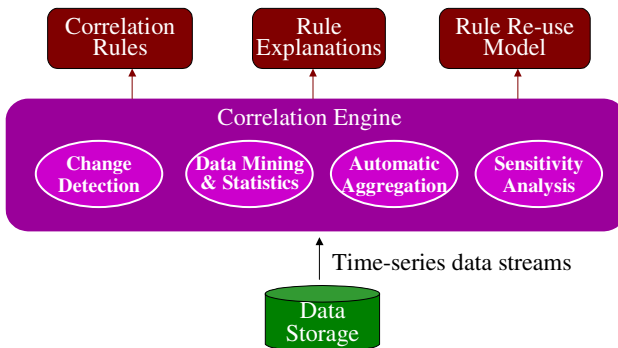 Correlation
Rules
Rule
Explanations
Rule Re-use
Model
Correlation Engine
Change
Detection
Data Mining
& Statistics
Automatic
Aggregation
Sensitivity
Analysis
Time-series data streams
Data
Storage